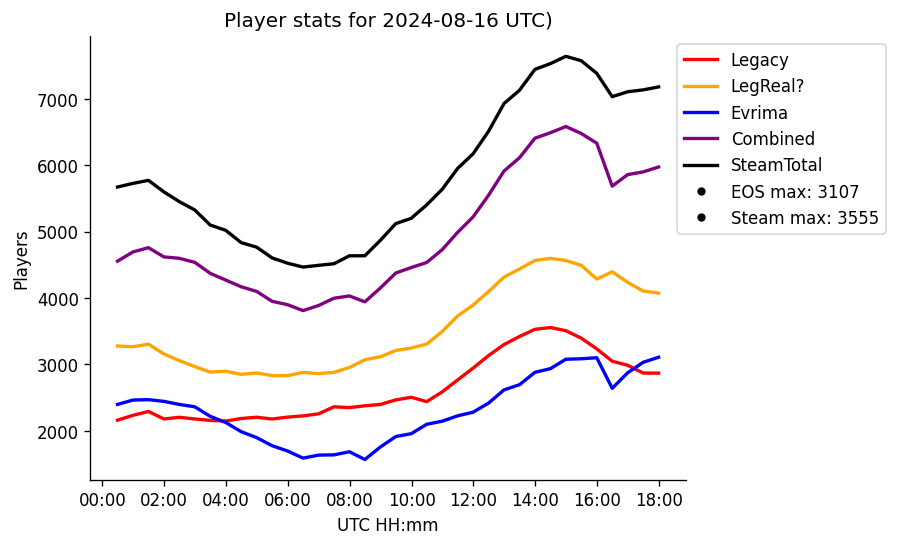 Player stats for 2024-08-16 UTC)
Legacy
LegReal?
Evrima
Combined
SteamTotal
EOS max: 3107
Steam max: 3555
Players
7000
6000
5000
4000
3000
2000
00:00 02:00 04:00 06:00 08:00 10:00 12:00 14:00 16:00 18:00
UTC HH:mm